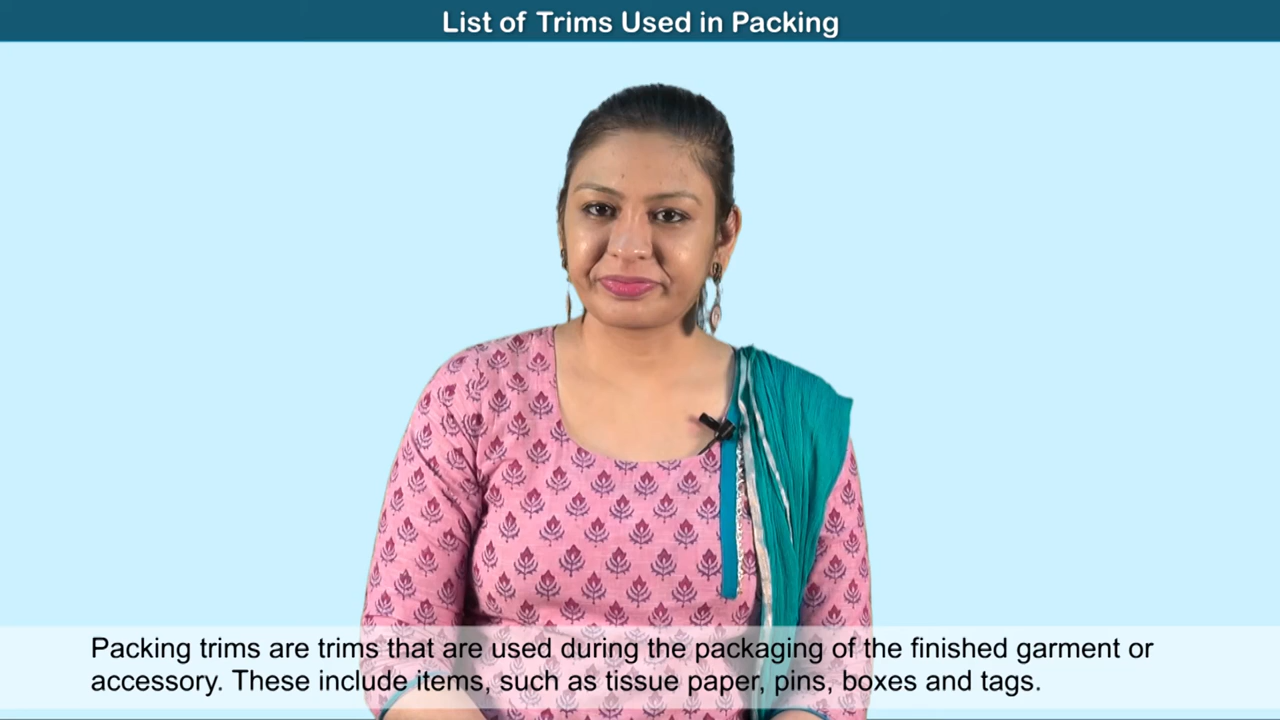 List of Trims Used in Packing
Packing trims are trims that are used during the packaging of the finished garment or
accessory. These include items, such as tissue paper, pins, boxes and tags.